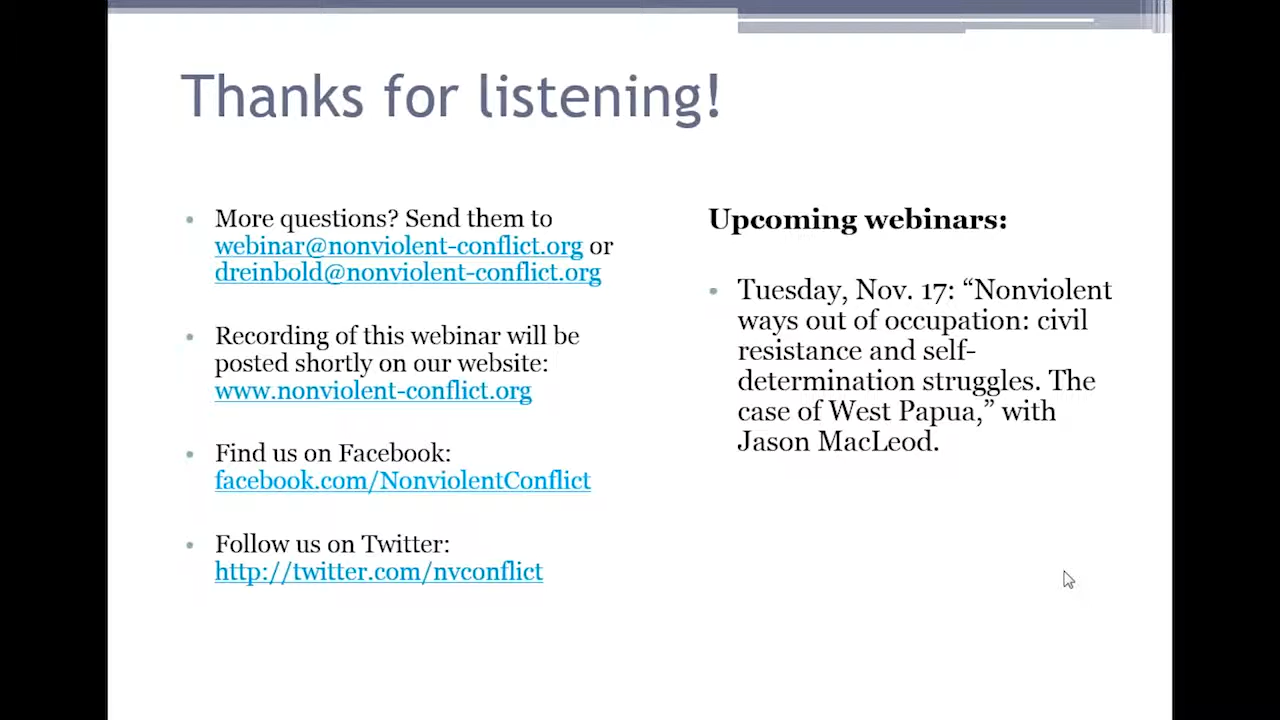 Thanks for listening!
More questions? Send them to
webinar@nonviolent-conflict.org or
dreinbold@nonviolent-conflict.org
Recording of this webinar will be
posted shortly on our website:
www.nonviolent-conflict.org
Find us on Facebook:
facebook.com/NonviolentConflict
Follow us on Twitter:
http://twitter.com/nvconflict
Upcoming webinars:
Tuesday, Nov. 17: “Nonviolent
ways out of occupation: civil
resistance and self-
determination struggles. The
case of West Papua,” with
Jason MacLeod.